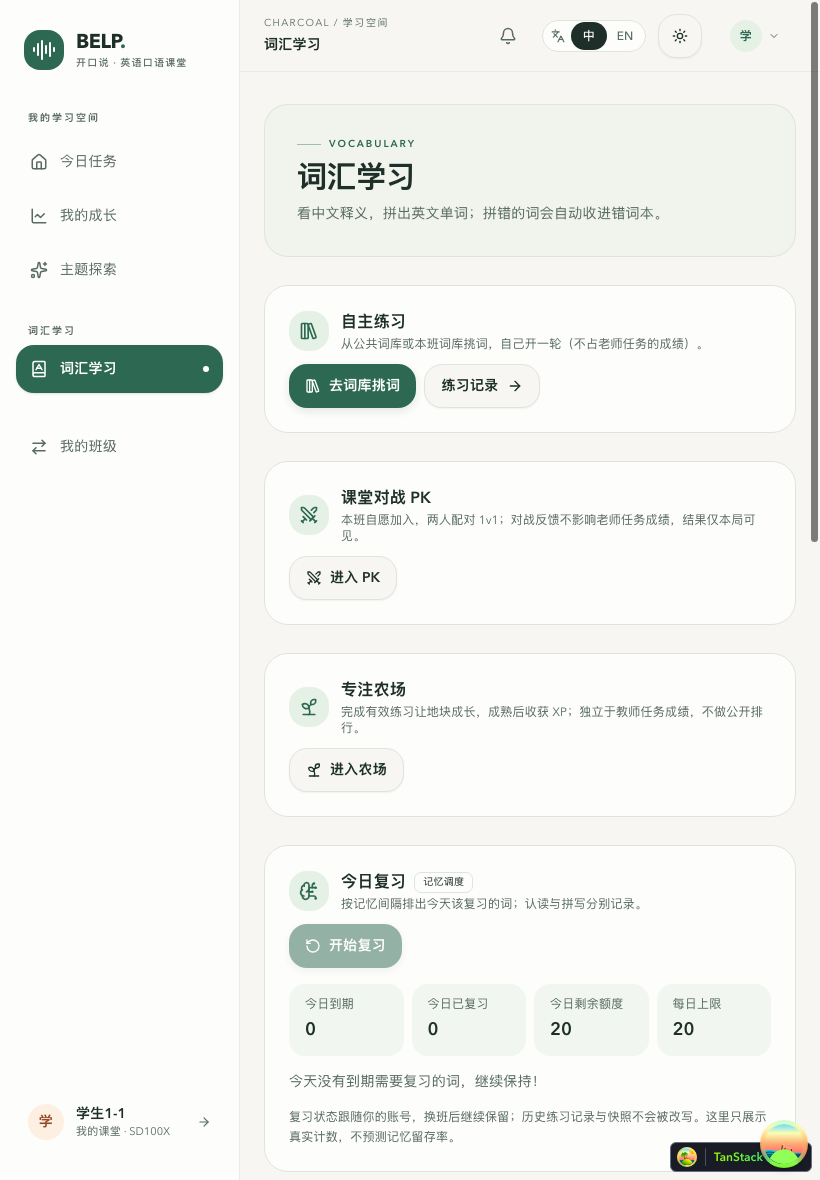 BELP.
开口说 · 英语口语课堂
我的学习空间
今日任务
我的成长
主题探索
词汇学习
词汇学习
我的班级
学
学生1-1
我的课堂 · SD100X
CHARCOAL / 学习空间
词汇学习
中
EN
学
VOCABULARY
词汇学习
看中文释义，拼出英文单词；拼错的词会自动收进错词本。
自主练习
从公共词库或本班词库挑词，自己开一轮（不占老师任务的成绩）。
去词库挑词
练习记录
课堂对战 PK
本班自愿加入，两人配对 1v1；对战反馈不影响老师任务成绩，结果仅本局可
见。
进入 PK
专注农场
完成有效练习让地块成长，成熟后收获 XP；独立于教师任务成绩，不做公开排
行。
进入农场
今日复习 记忆调度
按记忆间隔排出今天该复习的词；认读与拼写分别记录。
开始复习
今日到期 今日已复习 今日剩余额度 每日上限
0 0 20 20
今天没有到期需要复习的词，继续保持！
复习状态跟随你的账号，换班后继续保留；历史练习记录与快照不会被改写。这里只展示
真实计数，不预测记忆留存率。
TanStack